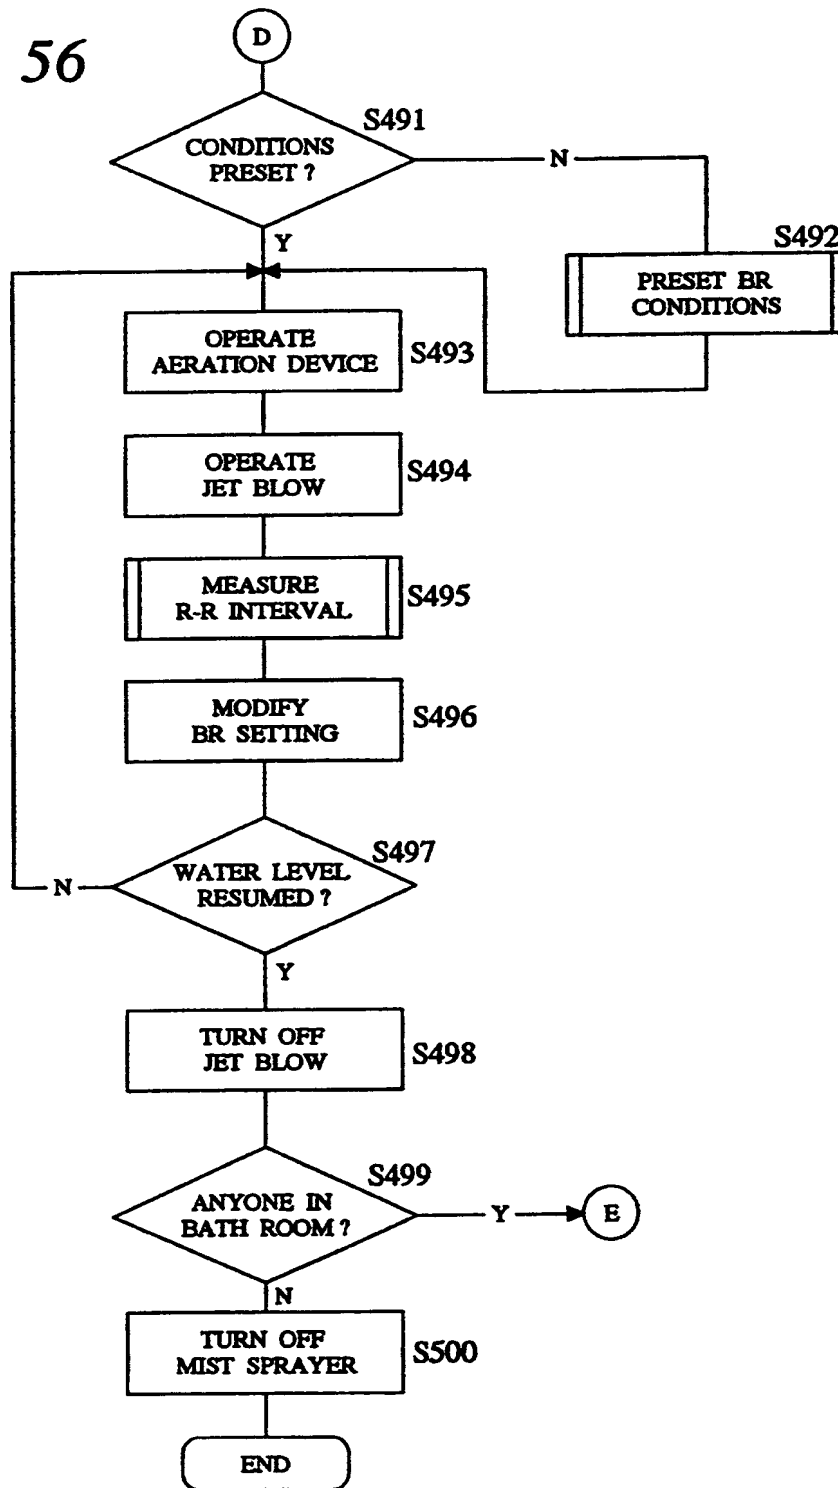 56
D
S491
CONDITIONS
PRESET ?
N
Y
S492
PRESET BR
CONDITIONS
OPERATE
AERATION DEVICE
S493
OPERATE
JET BLOW
S494
MEASURE
R-R INTERVAL
S495
MODIFY
BR SETTING
S496
S497
WATER LEVEL
RESUMED ?
N
Y
TURN OFF
JET BLOW
S498
S499
ANYONE IN
BATH ROOM ?
Y
E
N
TURN OFF
MIST SPRAYER
S500
END